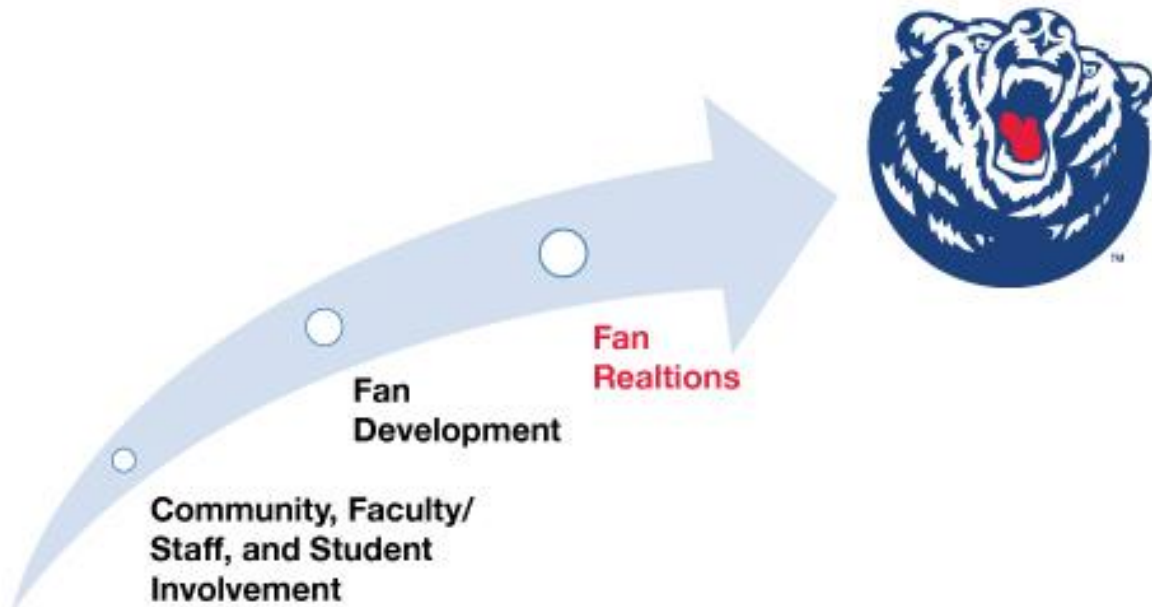 Fan
Realtions
Fan
Development
Community, Faculty/
Staff, and Student
Involvement
TM